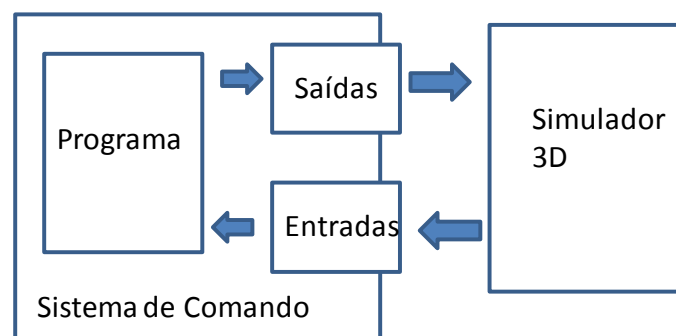 Saídas
Programa
Simulador
3D
Entradas
Sistema de Comando